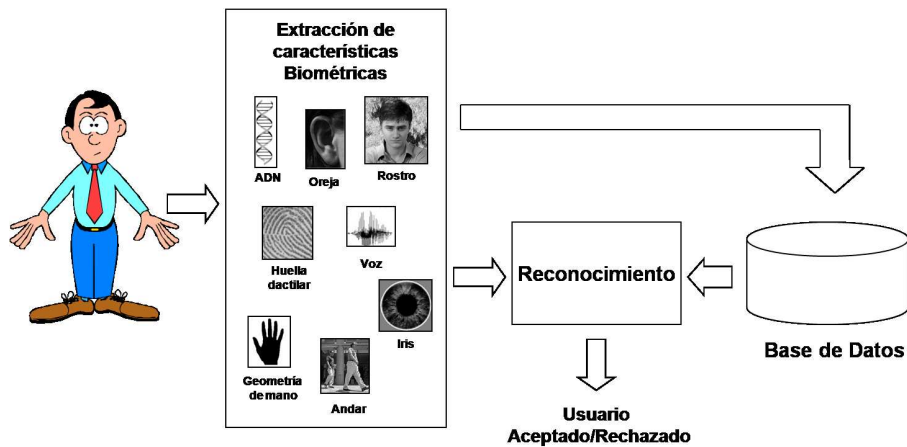 Extracción de
características
Biométricas
ADN
Oreja
Rostro
Huella
dactilar
Voz
Iris
Geometría
de mano
Andar
Reconocimiento
Base de Datos
Usuario
Aceptado/Rechazado